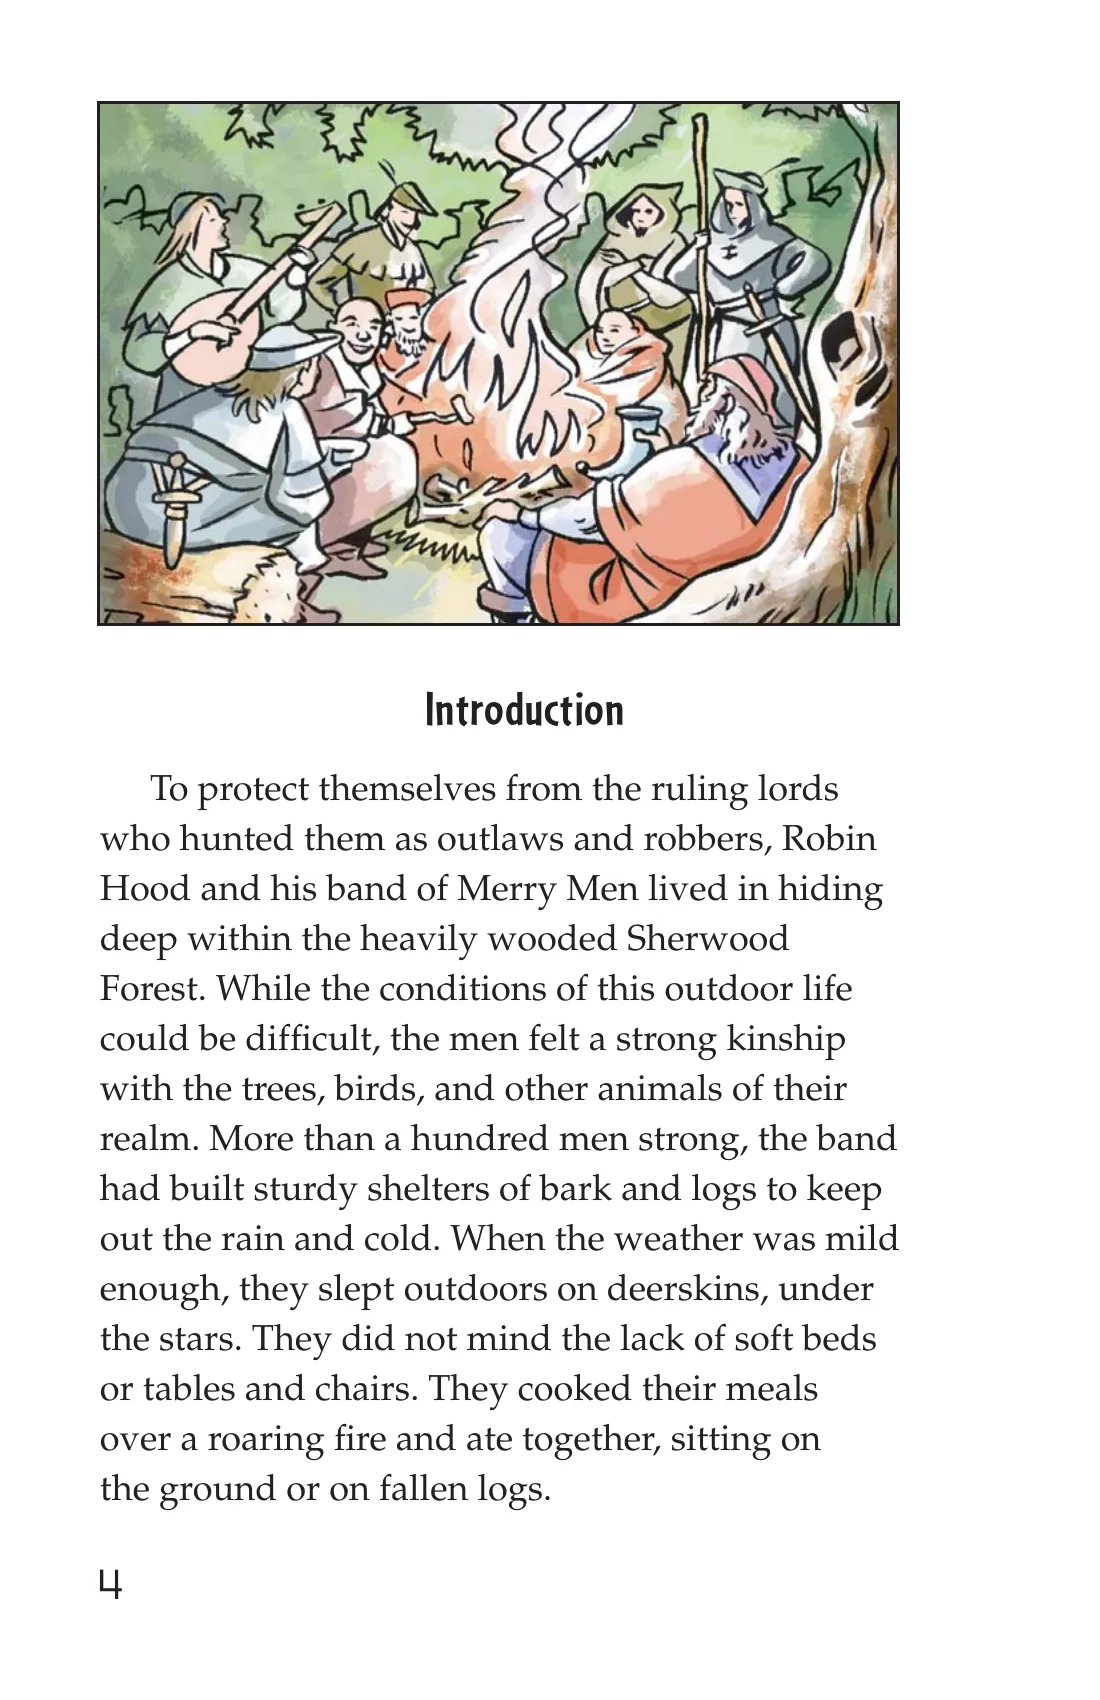 Introduction
To protect themselves from the ruling lords
who hunted them as outlaws and robbers, Robin
Hood and his band of Merry Men lived in hiding
deep within the heavily wooded Sherwood
Forest. While the conditions of this outdoor life
could be difficult, the men felt a strong kinship
with the trees, birds, and other animals of their
realm. More than a hundred men strong, the band
had built sturdy shelters of bark and logs to keep
out the rain and cold. When the weather was mild
enough, they slept outdoors on deerskins, under
the stars. They did not mind the lack of soft beds
or tables and chairs. They cooked their meals
over a roaring fire and ate together, sitting on
the ground or on fallen logs.
4